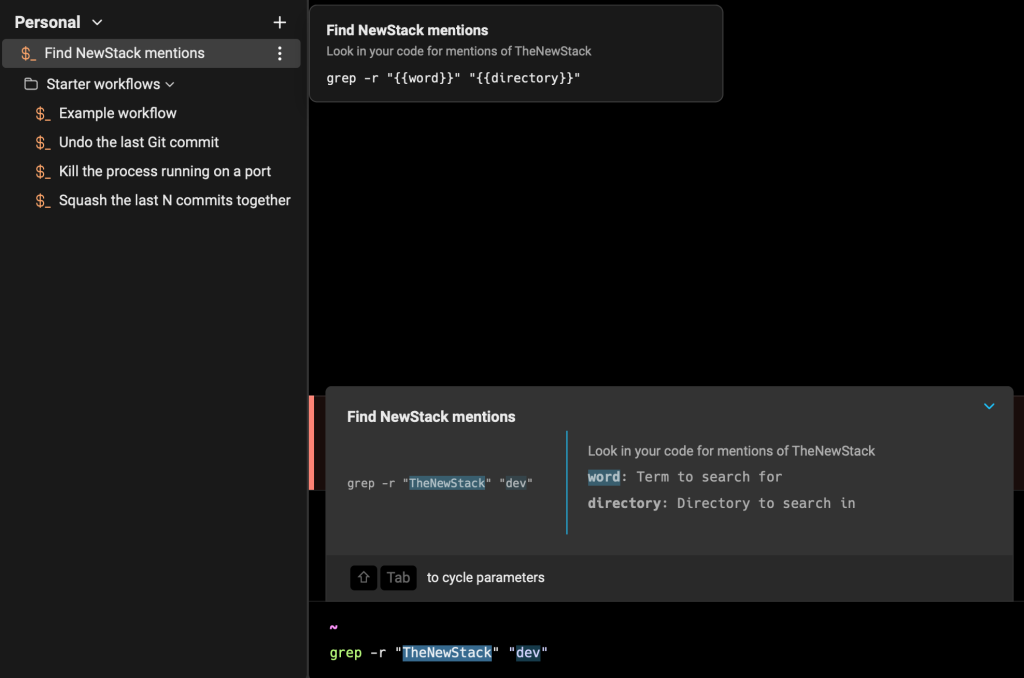 Personal
Find NewStack mentions
Starter workflows
$_ Example workflow
$_ Undo the last Git commit
$_ Kill the process running on a port
$_ Squash the last N commits together
Find NewStack mentions
Look in your code for mentions of TheNewStack
grep -r "{{word}}" "{{directory}}"
Find NewStack mentions
grep -r "TheNewStack" "dev"
Look in your code for mentions of TheNewStack
word: Term to search for
directory: Directory to search in
⇧ Tab to cycle parameters
~
grep -r "TheNewStack" "dev"